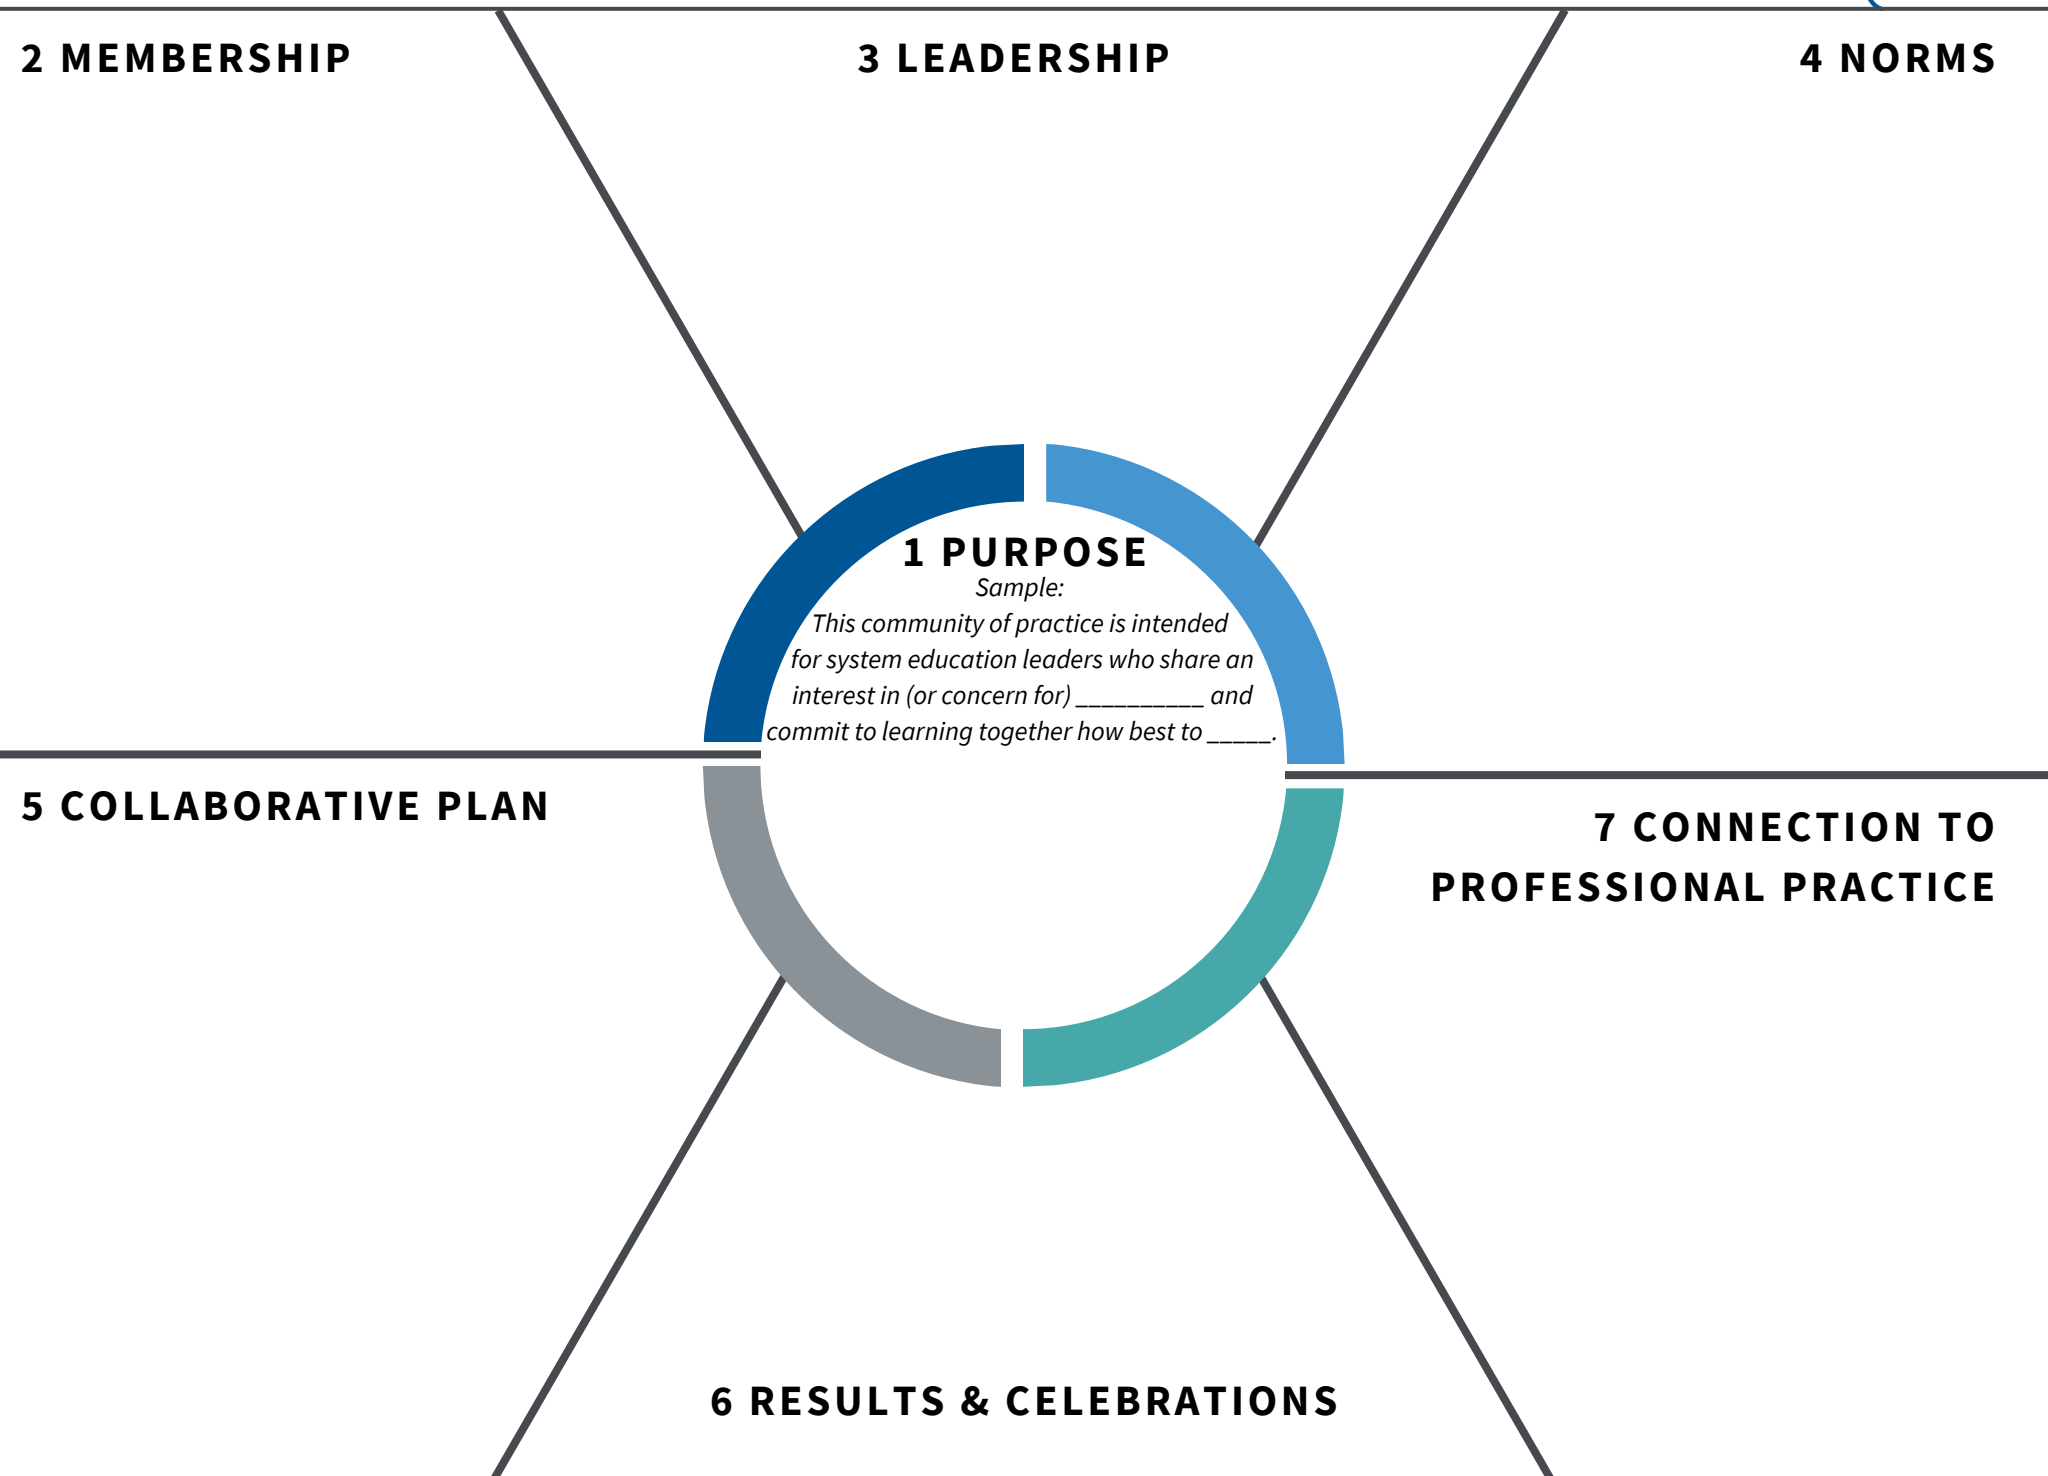 2 MEMBERSHIP
3 LEADERSHIP
4 NORMS
1 PURPOSE
Sample:
This community of practice is intended
for system education leaders who share an
interest in (or concern for) __________ and
commit to learning together how best to _____.
5 COLLABORATIVE PLAN
7 CONNECTION TO
PROFESSIONAL PRACTICE
6 RESULTS & CELEBRATIONS